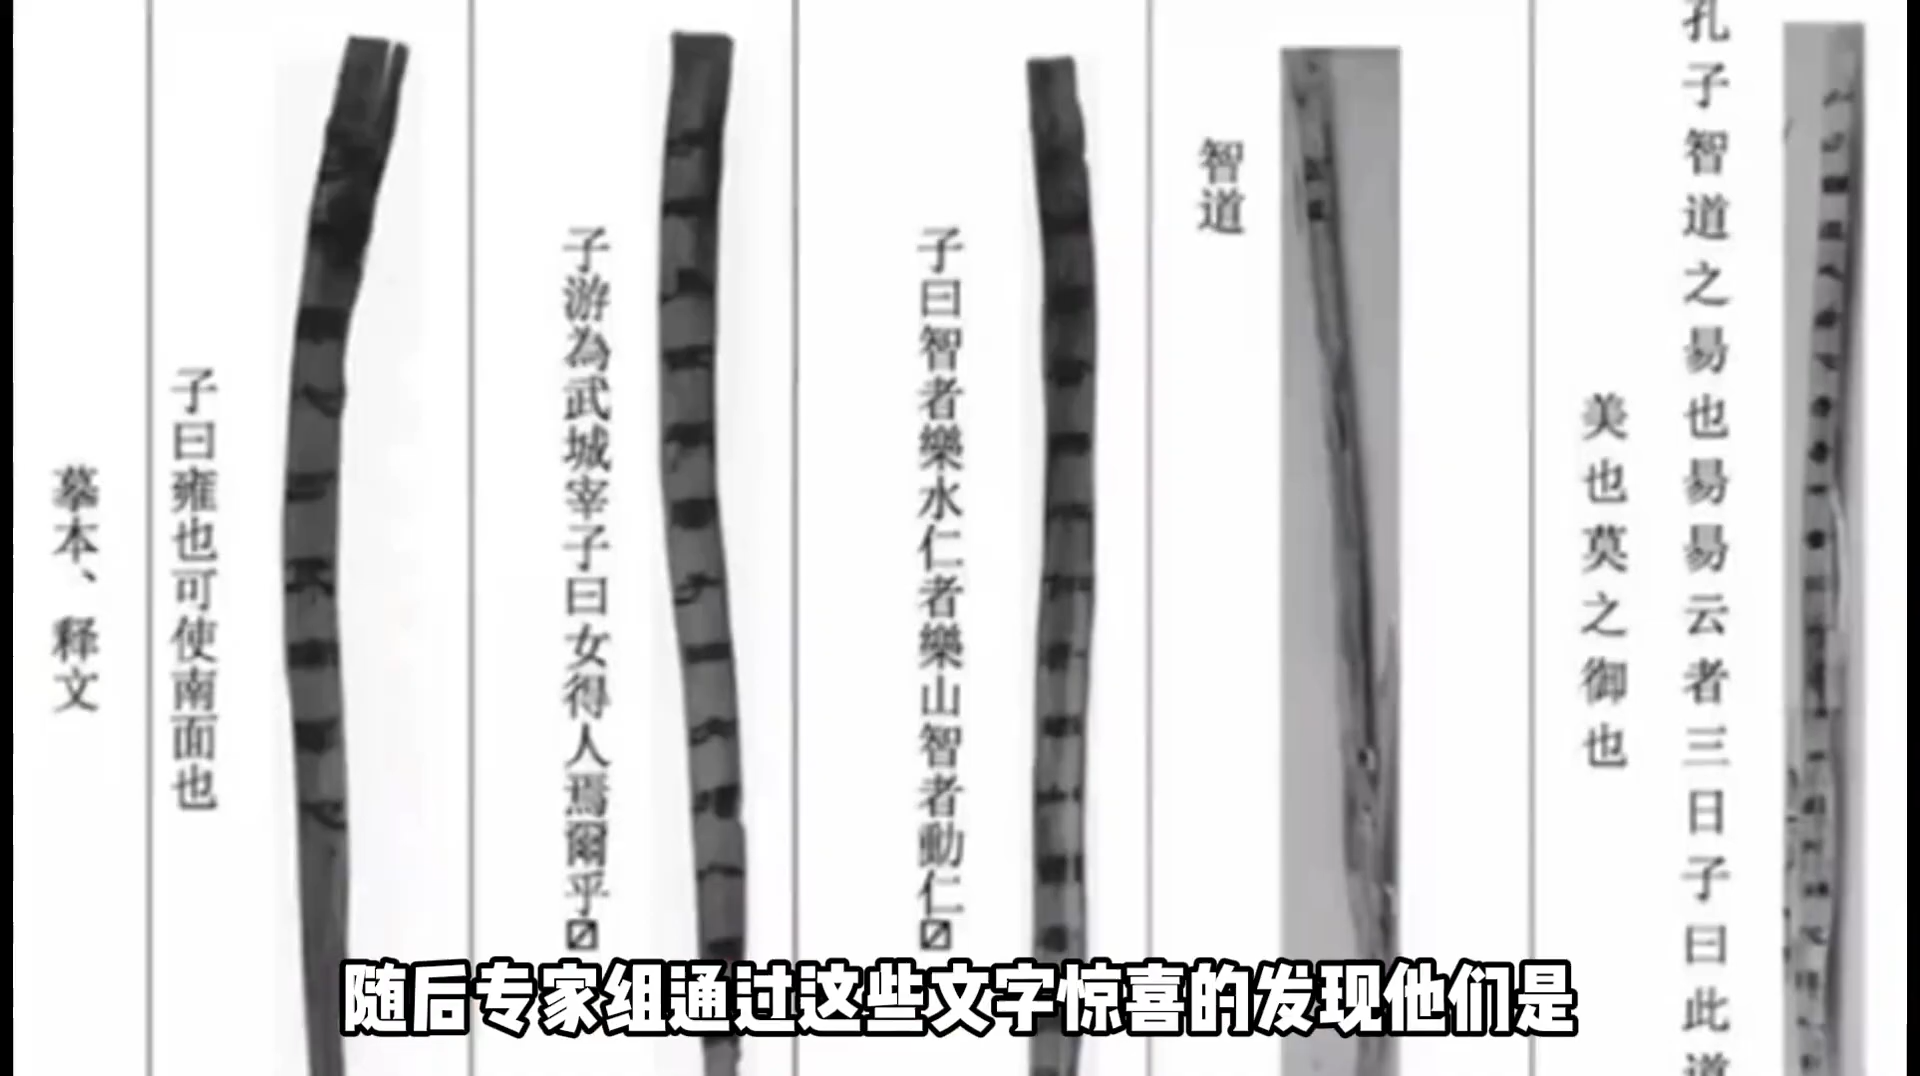 孔子智道之易也易易云者三日子曰此道
美也莫之御也
智道
子曰智者樂水仁者樂山智者動仁☒
子游為武城宰子曰女得人焉爾乎☒
子曰雍也可使南面也
摹本、释文
随后专家组通过这些文字惊喜的发现他们是